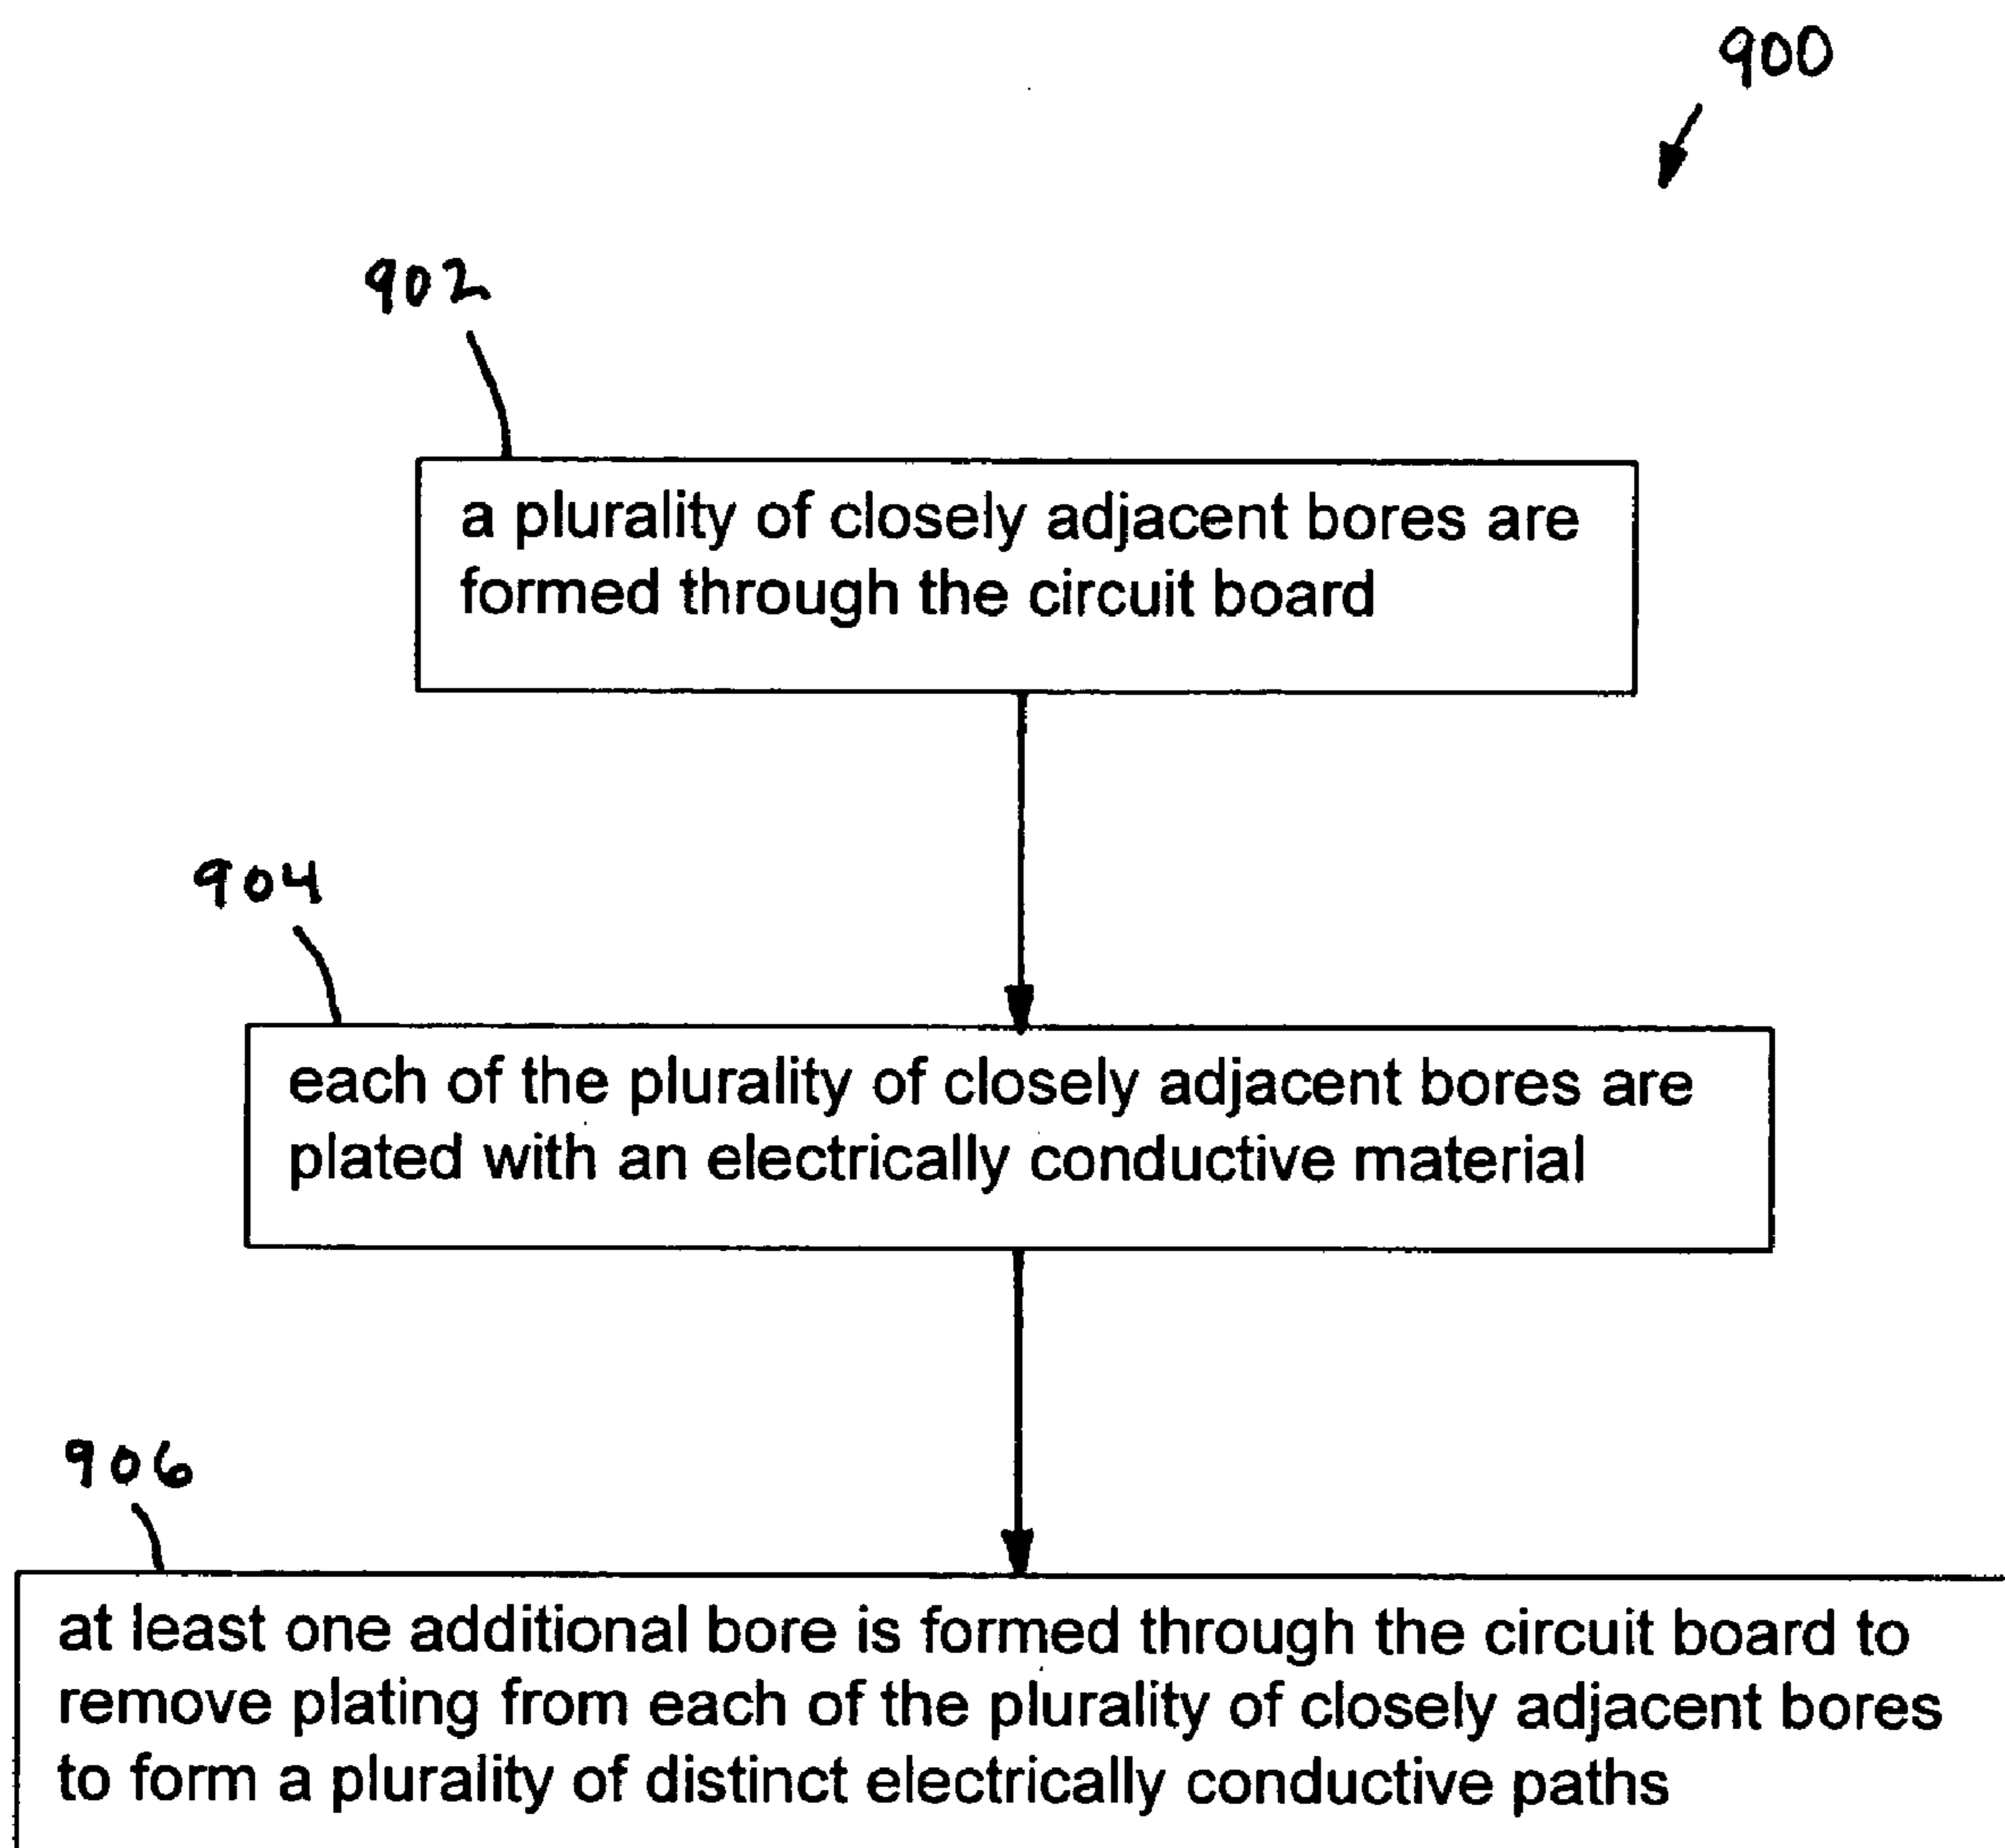 900
902
a plurality of closely adjacent bores are
formed through the circuit board
904
each of the plurality of closely adjacent bores are
plated with an electrically conductive material
906
at least one additional bore is formed through the circuit board to
remove plating from each of the plurality of closely adjacent bores
to form a plurality of distinct electrically conductive paths